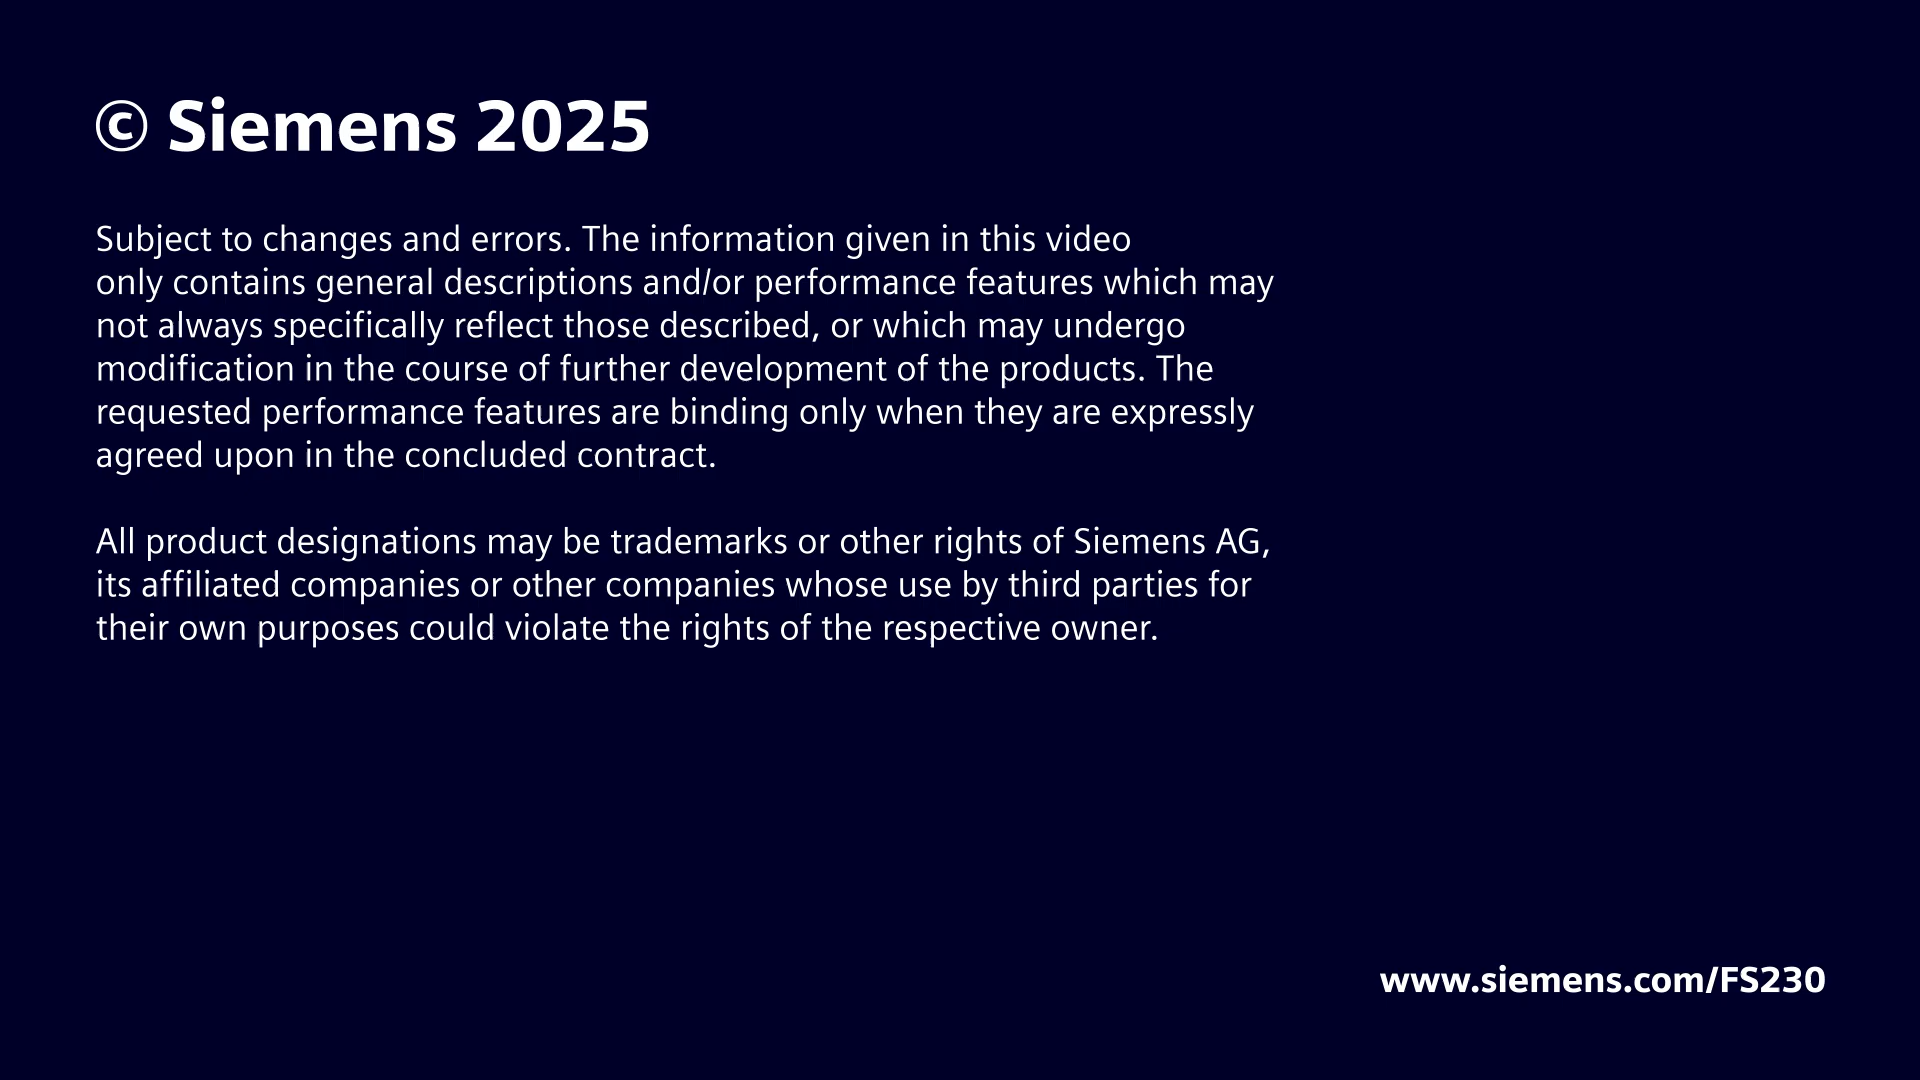 © Siemens 2025
Subject to changes and errors. The information given in this video
only contains general descriptions and/or performance features which may
not always specifically reflect those described, or which may undergo
modification in the course of further development of the products. The
requested performance features are binding only when they are expressly
agreed upon in the concluded contract.
All product designations may be trademarks or other rights of Siemens AG,
its affiliated companies or other companies whose use by third parties for
their own purposes could violate the rights of the respective owner.
www.siemens.com/FS230